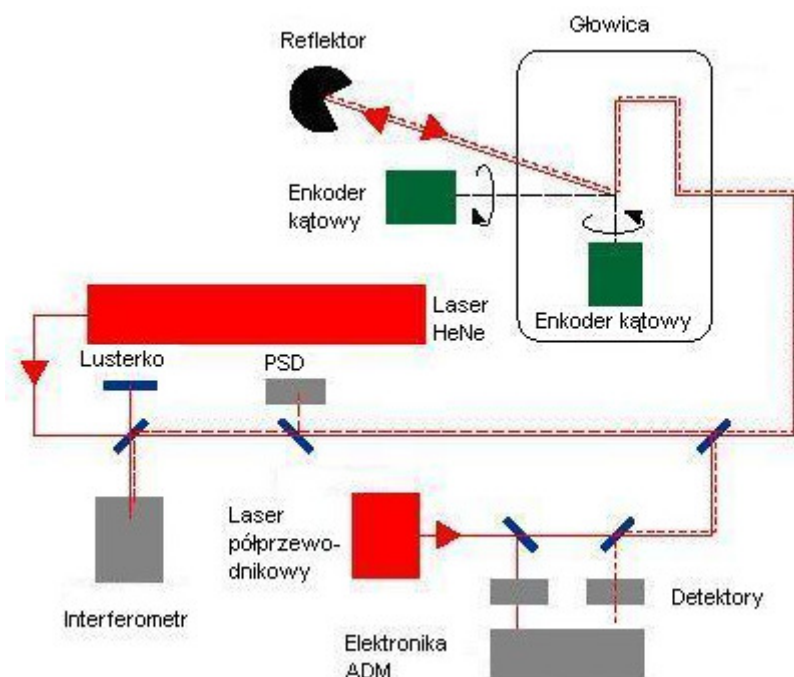 Głowica
Reflektor
Enkoder
kątowy
Enkoder kątowy
Laser
HeNe
Lusterko
PSD
Laser
półprzewo-
dnikowy
Detektory
Interferometr
Elektronika
ADM